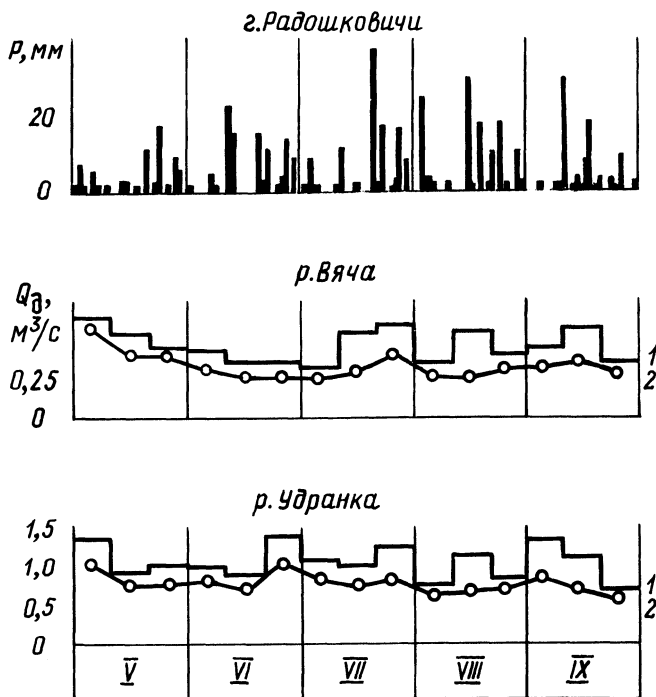 г.Радошковичи
P, мм
20
0
р.Вяча
Qд,
м³/с
0,25
0
1
2
р.Удранка
1,5
1,0
0,5
0
1
2
V
VI
VII
VIII
IX